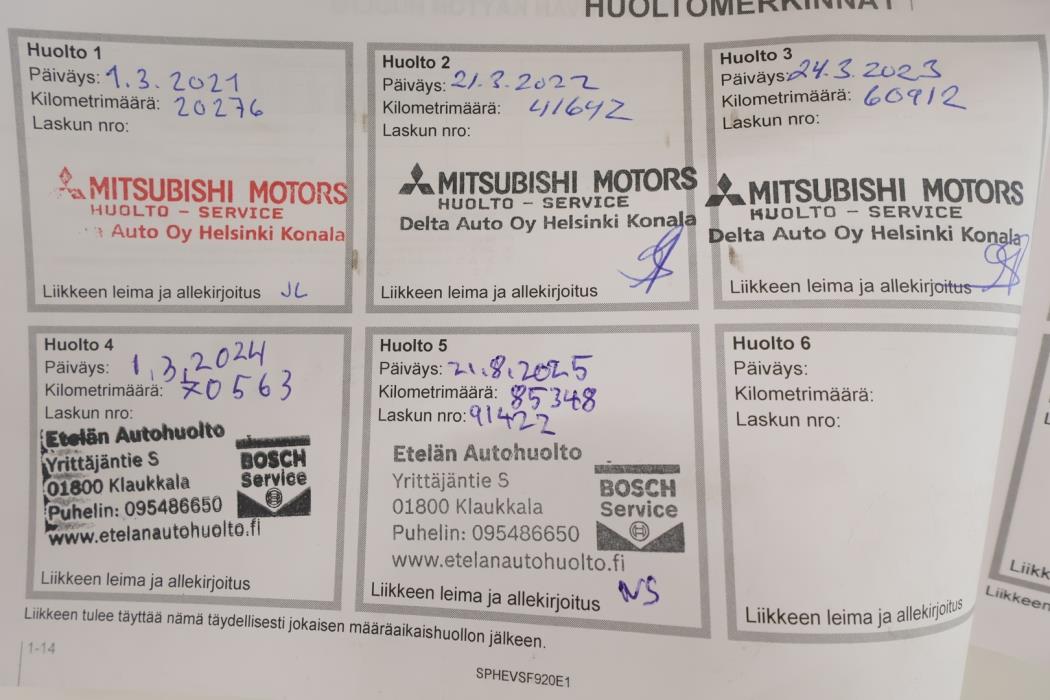 HUOLTOMERKINNÄT
Huolto 1
Päiväys: 1.3.2021
Kilometrimäärä: 20276
Laskun nro:
MITSUBISHI MOTORS
HUOLTO - SERVICE
Auto Oy Helsinki Konala
Liikkeen leima ja allekirjoitus JL
Huolto 2
Päiväys: 21.3.2022
Kilometrimäärä: 41642
Laskun nro:
MITSUBISHI MOTORS
HUOLTO - SERVICE
Delta Auto Oy Helsinki Konala
Liikkeen leima ja allekirjoitus
Huolto 3
Päiväys: 24.3.2023
Kilometrimäärä: 60912
Laskun nro:
MITSUBISHI MOTORS
HUOLTO - SERVICE
Delta Auto Oy Helsinki Konala
Liikkeen leima ja allekirjoitus
Huolto 4
Päiväys: 1.3.2024
Kilometrimäärä: 70563
Laskun nro:
Etelän Autohuolto
Yrittäjäntie S
01800 Klaukkala
Puhelin: 095486650
www.etelanautohuolto.fi
BOSCH
Service
Liikkeen leima ja allekirjoitus
Huolto 5
Päiväys: 21.8.2025
Kilometrimäärä: 85348
Laskun nro: 91422
Etelän Autohuolto
Yrittäjäntie S
01800 Klaukkala
Puhelin: 095486650
www.etelanautohuolto.fi
BOSCH
Service
Liikkeen leima ja allekirjoitus NS
Huolto 6
Päiväys:
Kilometrimäärä:
Laskun nro:
Liikkeen leima ja allekirjoitus
Liikkeen tulee täyttää nämä täydellisesti jokaisen määräaikaishuollon jälkeen.
1-14
SPHEVSF920E1